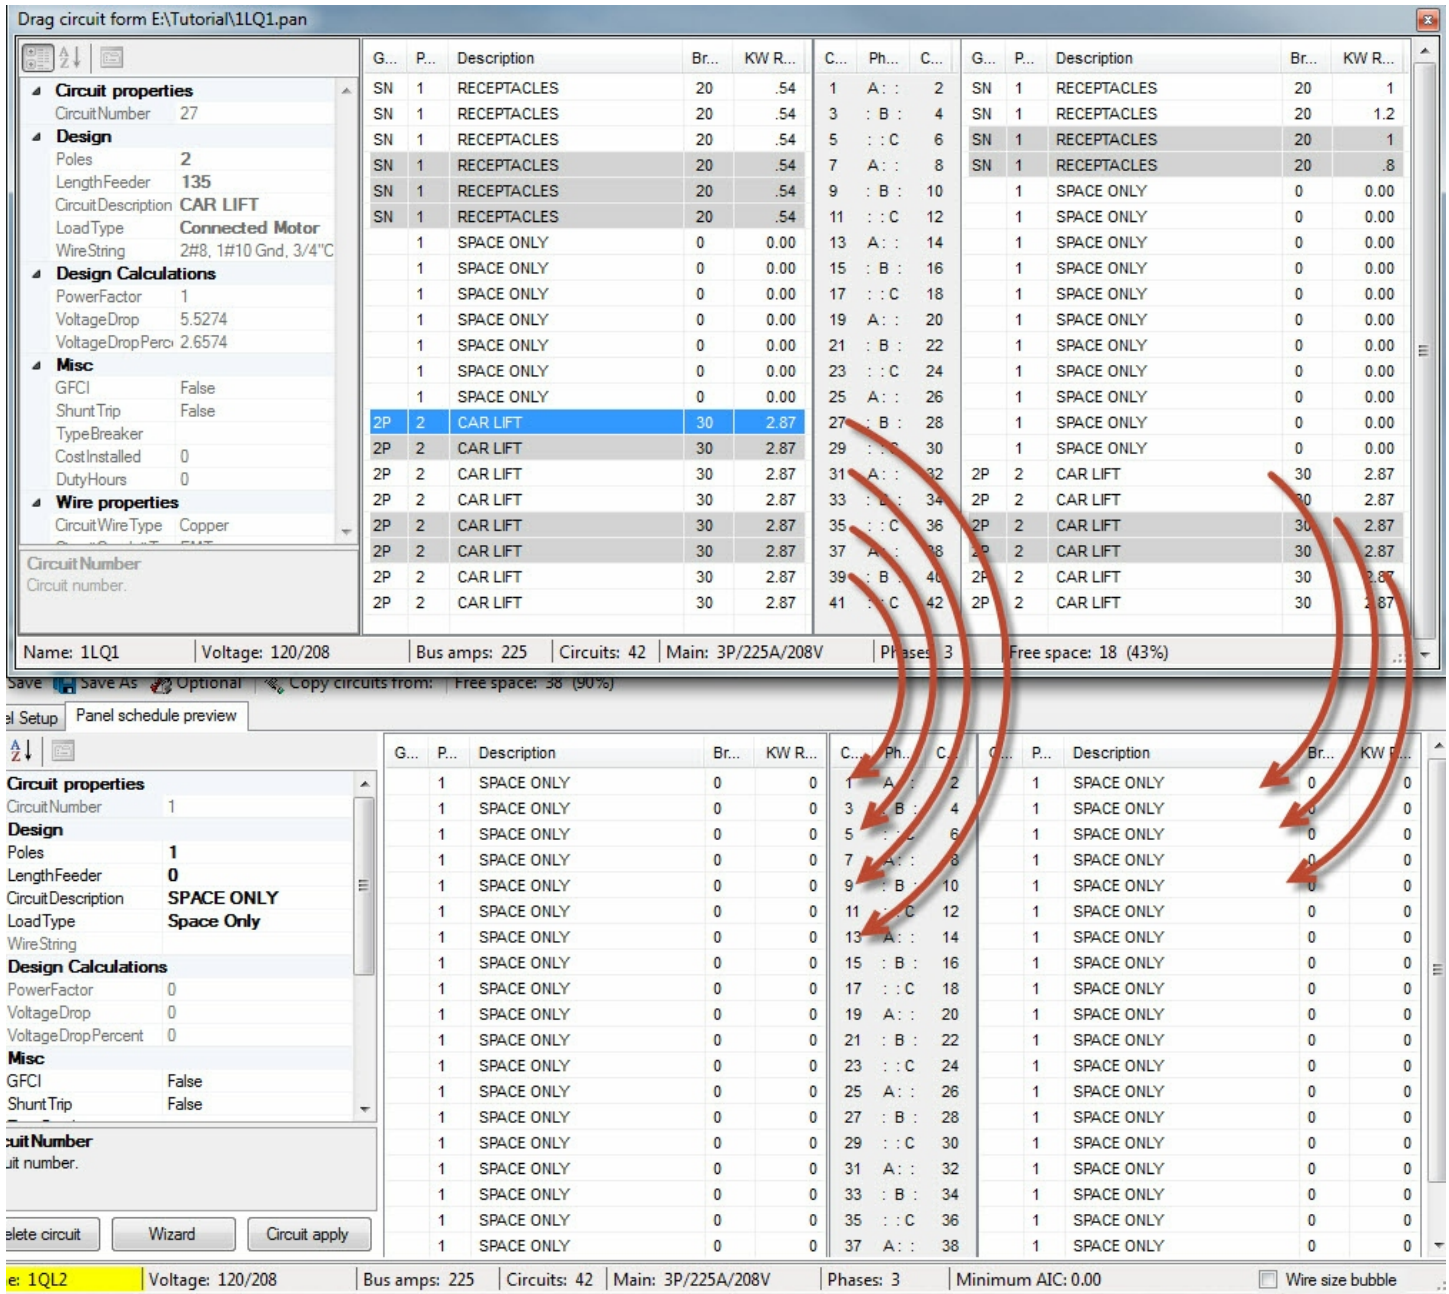 Drag circuit form E:\Tutorial\1LQ1.pan
G... P... Description Br... KW R... C... Ph... C... G... P... Description Br... KW R...
Circuit properties SN 1 RECEPTACLES 20 .54 1 A : : 2 SN 1 RECEPTACLES 20 1
CircuitNumber 27 SN 1 RECEPTACLES 20 .54 3 : B : 4 SN 1 RECEPTACLES 20 1.2
Design SN 1 RECEPTACLES 20 .54 5 : : C 6 SN 1 RECEPTACLES 20 1
Poles 2 SN 1 RECEPTACLES 20 .54 7 A : : 8 SN 1 RECEPTACLES 20 .8
LengthFeeder 135 SN 1 RECEPTACLES 20 .54 9 : B : 10 1 SPACE ONLY 0 0.00
CircuitDescription CAR LIFT SN 1 RECEPTACLES 20 .54 11 : : C 12 1 SPACE ONLY 0 0.00
LoadType Connected Motor 1 SPACE ONLY 0 0.00 13 A : : 14 1 SPACE ONLY 0 0.00
WireString 2#8, 1#10 Gnd, 3/4"C 1 SPACE ONLY 0 0.00 15 : B : 16 1 SPACE ONLY 0 0.00
Design Calculations 1 SPACE ONLY 0 0.00 17 : : C 18 1 SPACE ONLY 0 0.00
PowerFactor 1 1 SPACE ONLY 0 0.00 19 A : : 20 1 SPACE ONLY 0 0.00
VoltageDrop 5.5274 1 SPACE ONLY 0 0.00 21 : B : 22 1 SPACE ONLY 0 0.00
VoltageDropPerc 2.6574 1 SPACE ONLY 0 0.00 23 : : C 24 1 SPACE ONLY 0 0.00
Misc 1 SPACE ONLY 0 0.00 25 A : : 26 1 SPACE ONLY 0 0.00
GFCI False 2P 2 CAR LIFT 30 2.87 27 : B : 28 1 SPACE ONLY 0 0.00
ShuntTrip False 2P 2 CAR LIFT 30 2.87 29 : : C 30 1 SPACE ONLY 0 0.00
TypeBreaker 2P 2 CAR LIFT 30 2.87 31 A : : 32 2P 2 CAR LIFT 30 2.87
CostInstalled 0 2P 2 CAR LIFT 30 2.87 33 : B : 34 2P 2 CAR LIFT 30 2.87
DutyHours 0 2P 2 CAR LIFT 30 2.87 35 : : C 36 2P 2 CAR LIFT 30 2.87
Wire properties 2P 2 CAR LIFT 30 2.87 37 A : : 38 2P 2 CAR LIFT 30 2.87
CircuitWireType Copper 2P 2 CAR LIFT 30 2.87 39 : B : 40 2P 2 CAR LIFT 30 2.87
CircuitNumber 2P 2 CAR LIFT 30 2.87 41 : : C 42 2P 2 CAR LIFT 30 2.87
Circuit number.
Name: 1LQ1 Voltage: 120/208 Bus amps: 225 Circuits: 42 Main: 3P/225A/208V Phases: 3 Free space: 18 (43%)
Save Save As Optional Copy circuits from: Free space: 38 (90%)
el Setup Panel schedule preview
G... P... Description Br... KW R... C... Ph... C... G... P... Description Br... KW R...
Circuit properties 1 SPACE ONLY 0 0 1 A : : 2 1 SPACE ONLY 0 0
CircuitNumber 1 1 SPACE ONLY 0 0 3 : B : 4 1 SPACE ONLY 0 0
Design 1 SPACE ONLY 0 0 5 : : C 6 1 SPACE ONLY 0 0
Poles 1 1 SPACE ONLY 0 0 7 A : : 8 1 SPACE ONLY 0 0
LengthFeeder 0 1 SPACE ONLY 0 0 9 : B : 10 1 SPACE ONLY 0 0
CircuitDescription SPACE ONLY 1 SPACE ONLY 0 0 11 : : C 12 1 SPACE ONLY 0 0
LoadType Space Only 1 SPACE ONLY 0 0 13 A : : 14 1 SPACE ONLY 0 0
WireString 1 SPACE ONLY 0 0 15 : B : 16 1 SPACE ONLY 0 0
Design Calculations 1 SPACE ONLY 0 0 17 : : C 18 1 SPACE ONLY 0 0
PowerFactor 0 1 SPACE ONLY 0 0 19 A : : 20 1 SPACE ONLY 0 0
VoltageDrop 0 1 SPACE ONLY 0 0 21 : B : 22 1 SPACE ONLY 0 0
VoltageDropPercent 0 1 SPACE ONLY 0 0 23 : : C 24 1 SPACE ONLY 0 0
Misc 1 SPACE ONLY 0 0 25 A : : 26 1 SPACE ONLY 0 0
GFCI False 1 SPACE ONLY 0 0 27 : B : 28 1 SPACE ONLY 0 0
ShuntTrip False 1 SPACE ONLY 0 0 29 : : C 30 1 SPACE ONLY 0 0
cuitNumber 1 SPACE ONLY 0 0 31 A : : 32 1 SPACE ONLY 0 0
uit number. 1 SPACE ONLY 0 0 33 : B : 34 1 SPACE ONLY 0 0
1 SPACE ONLY 0 0 35 : : C 36 1 SPACE ONLY 0 0
elete circuit Wizard Circuit apply 1 SPACE ONLY 0 0 37 A : : 38 1 SPACE ONLY 0 0
e: 1QL2 Voltage: 120/208 Bus amps: 225 Circuits: 42 Main: 3P/225A/208V Phases: 3 Minimum AIC: 0.00 Wire size bubble